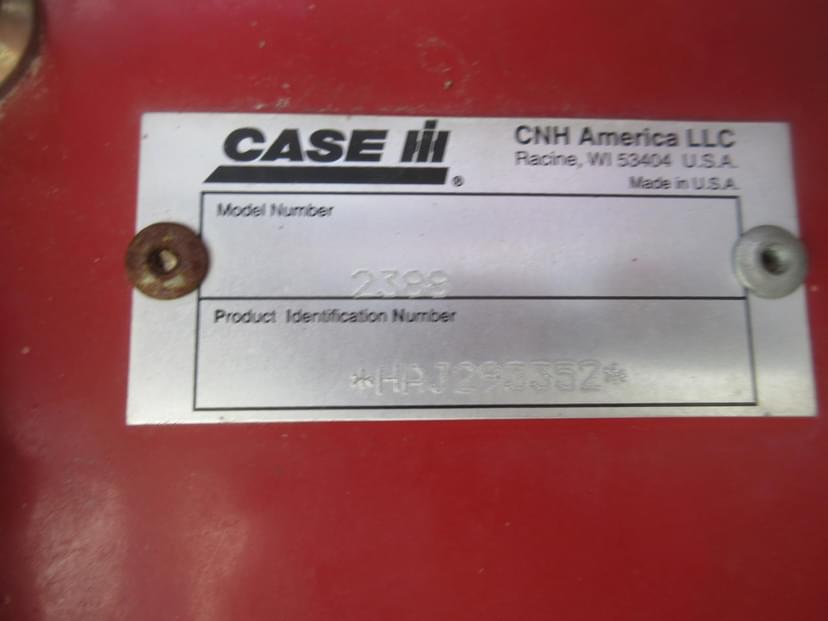 CASE IH
®
CNH America LLC
Racine, WI 53404 U.S.A.
Made in U.S.A.
Model Number
2388
Product Identification Number
*HAJ293352*